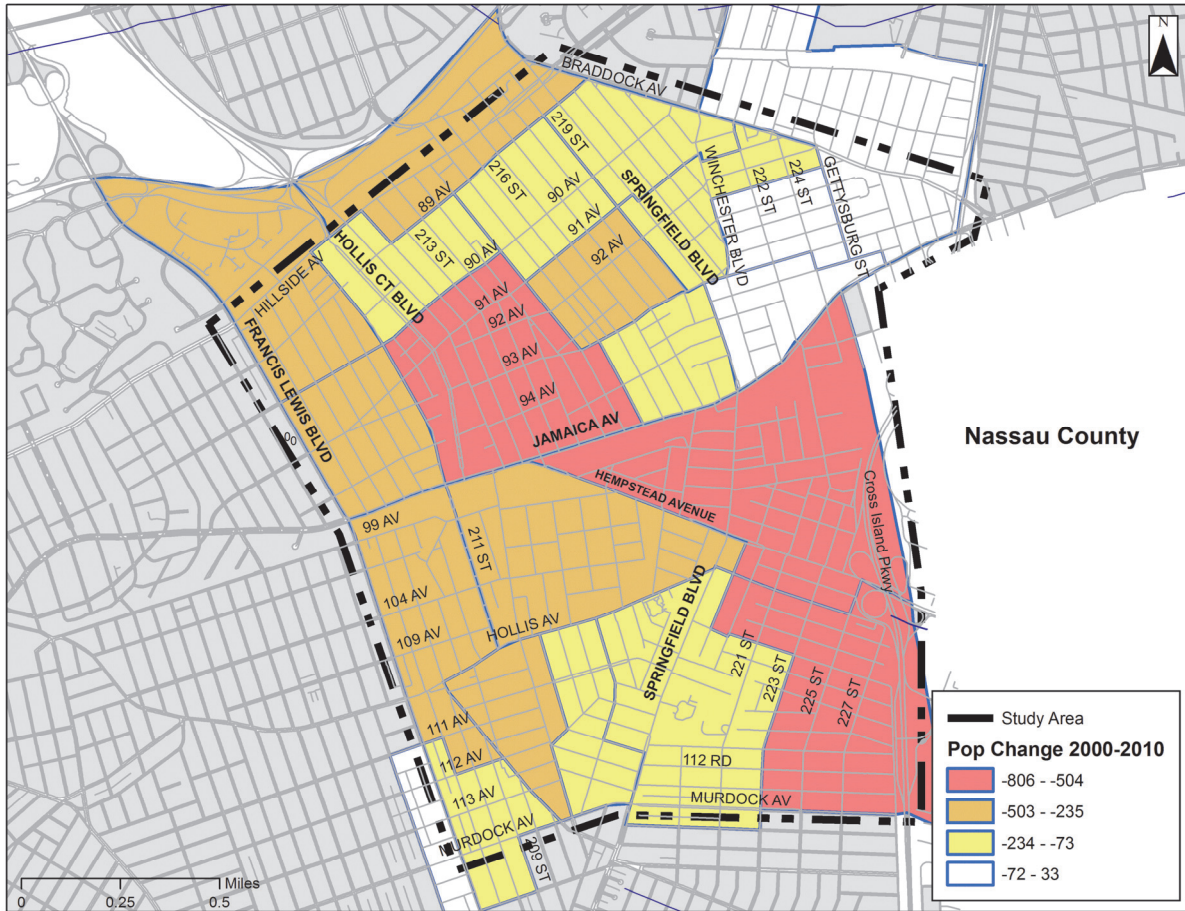 N
BRADDOCK AV
219 ST
216 ST
89 AV
90 AV
SPRINGFIELD BLVD
WINCHESTER BLVD
222 ST
224 ST
GETTYSBURG ST
91 AV
213 ST
90 AV
HOLLIS CT BLVD
92 AV
HILLSIDE AV
91 AV
92 AV
FRANCIS LEWIS BLVD
93 AV
94 AV
JAMAICA AV
Nassau County
HEMPSTEAD AVENUE
Cross Island Pkwy
99 AV
211 ST
104 AV
109 AV
HOLLIS AV
SPRINGFIELD BLVD
221 ST
223 ST
225 ST
227 ST
111 AV
112 AV
112 RD
113 AV
MURDOCK AV
MURDOCK AV
209 ST
Study Area
Pop Change 2000-2010
-806 - -504
-503 - -235
-234 - -73
-72 - 33
Miles
0 0.25 0.5